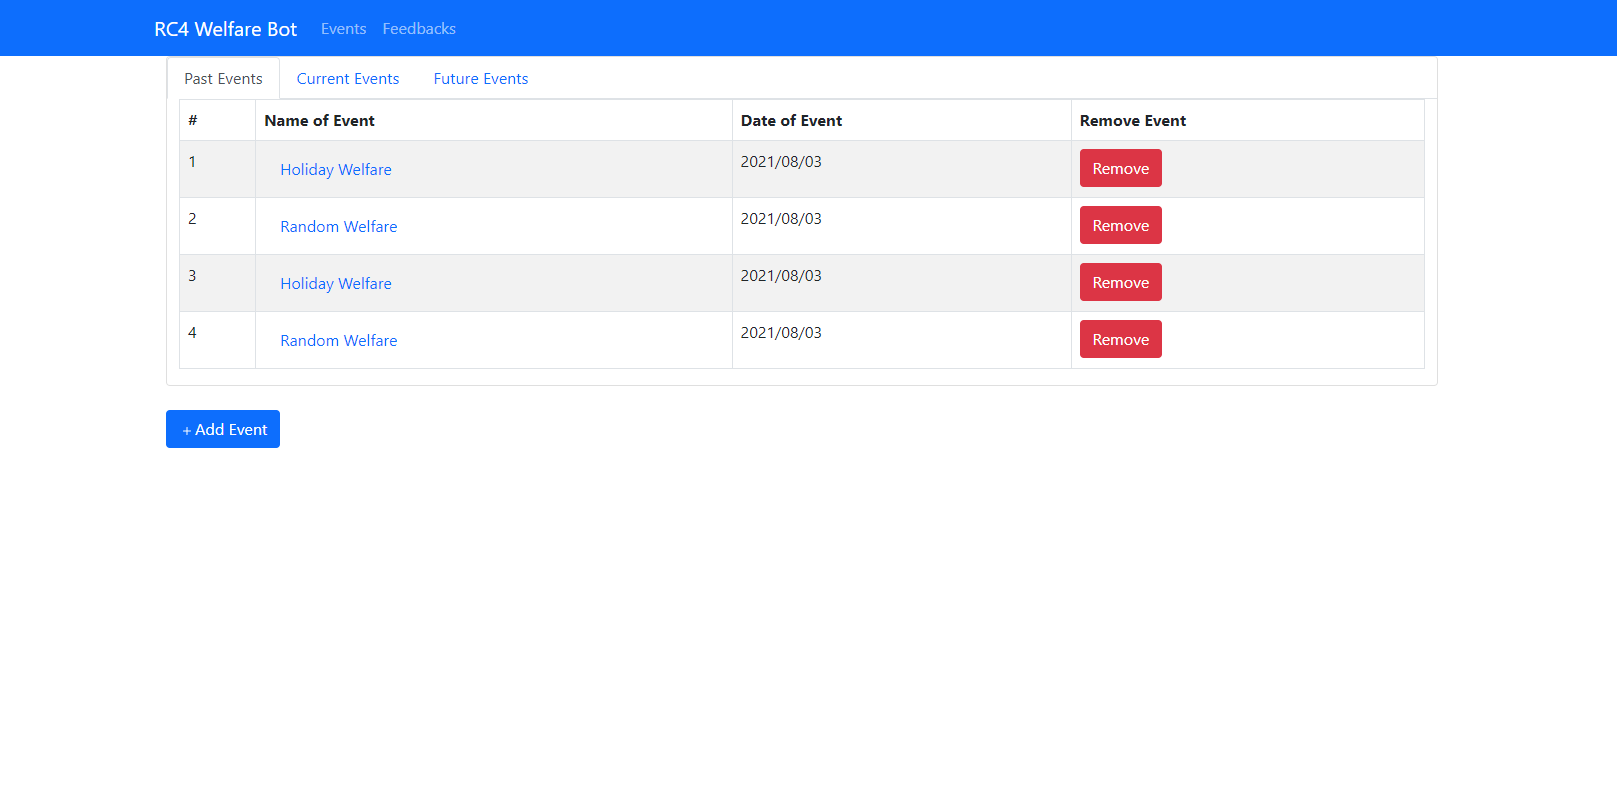 RC4 Welfare Bot Events Feedbacks
Past Events Current Events Future Events
# Name of Event Date of Event Remove Event
1 Holiday Welfare 2021/08/03 Remove
2 Random Welfare 2021/08/03 Remove
3 Holiday Welfare 2021/08/03 Remove
4 Random Welfare 2021/08/03 Remove
+ Add Event